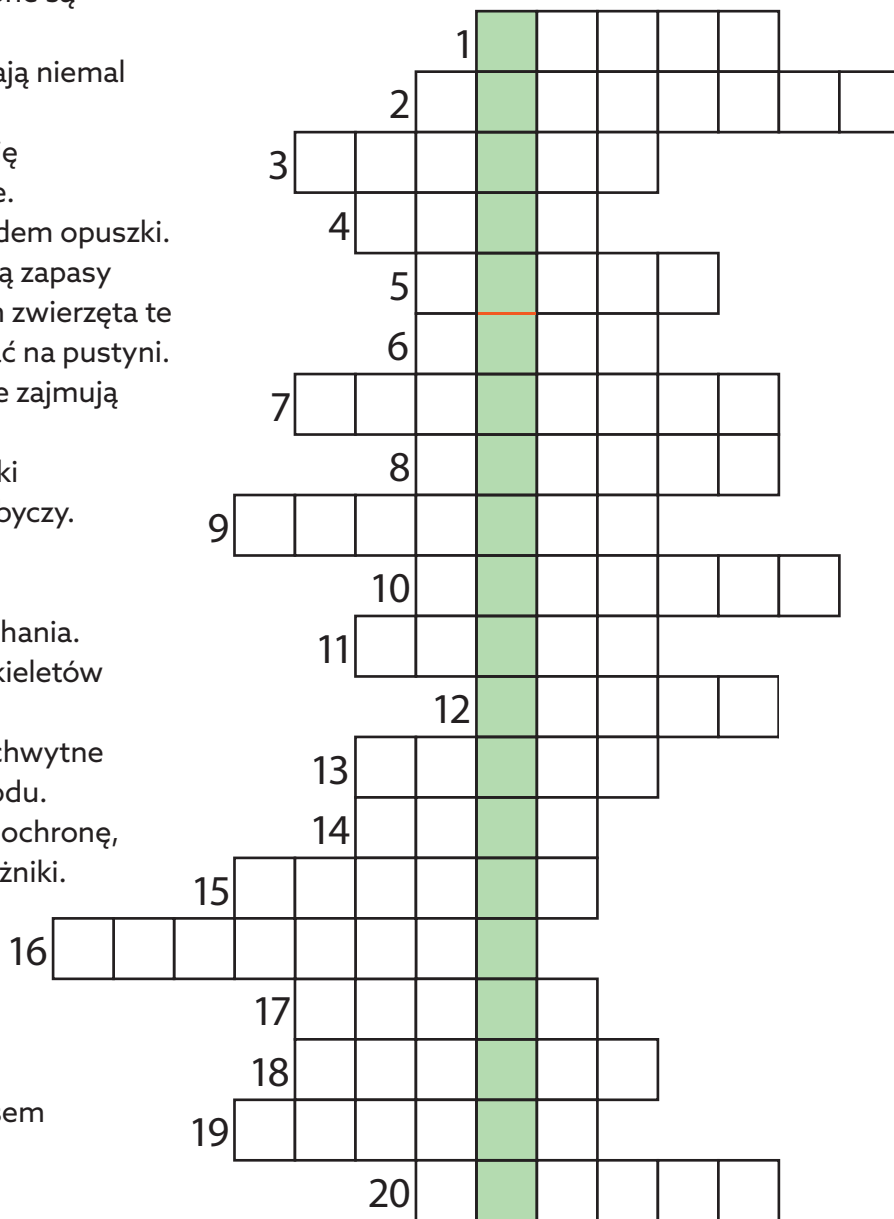 one są
1
ają niemal
2
ę
3
e.
dem opuszki.
4
ą zapasy
5
n zwierzęta te
6
ć na pustyni.
e zajmują
7
ki
8
byczy.
9
10
hania.
11
kieletów
12
chwytne
13
odu.
14
ochronę,
żniki.
15
16
17
18
sem
19
20